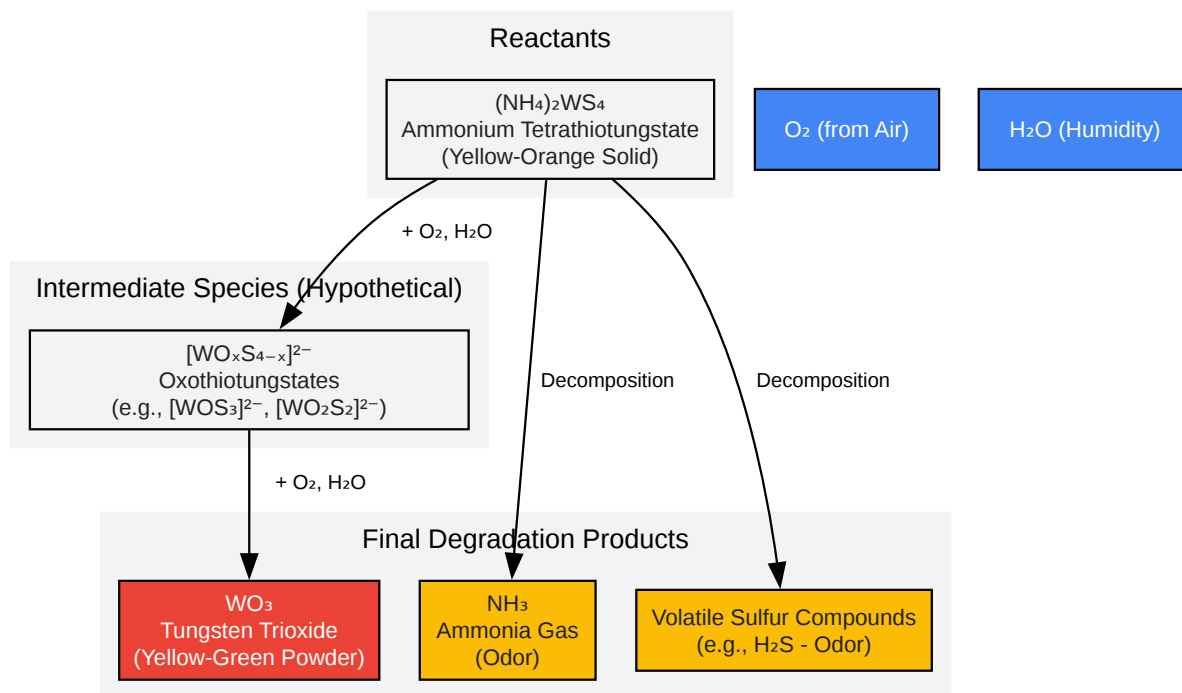 Reactants
(NH₄)₂WS₄
Ammonium Tetrathiotungstate
(Yellow-Orange Solid)
O₂ (from Air)
H₂O (Humidity)
+ O₂, H₂O
Intermediate Species (Hypothetical)
[WOₓS₄₋ₓ]²⁻
Oxothiotungstates
(e.g., [WOS₃]²⁻, [WO₂S₂]²⁻)
Decomposition
Decomposition
+ O₂, H₂O
Final Degradation Products
WO₃
Tungsten Trioxide
(Yellow-Green Powder)
NH₃
Ammonia Gas
(Odor)
Volatile Sulfur Compounds
(e.g., H₂S - Odor)